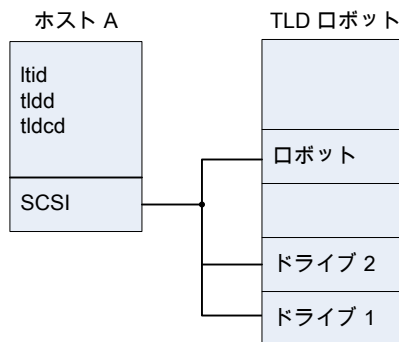 ホスト A
TLD ロボット
ltid
tldd
tldcd
SCSI
ロボット
ドライブ 2
ドライブ 1